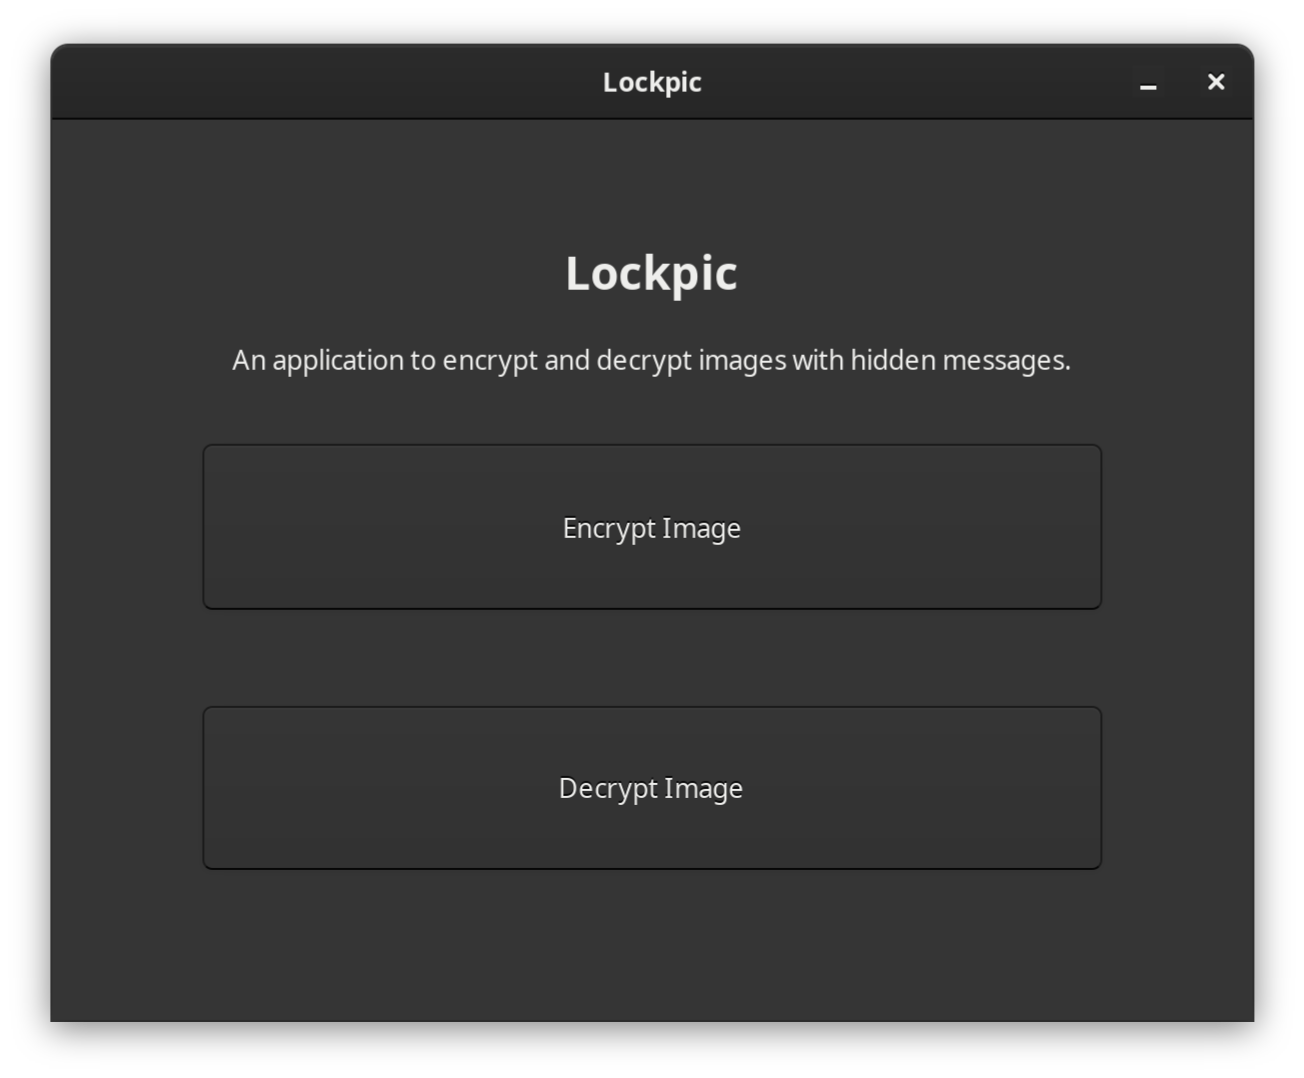 Lockpic
Lockpic
An application to encrypt and decrypt images with hidden messages.
Encrypt Image
Decrypt Image